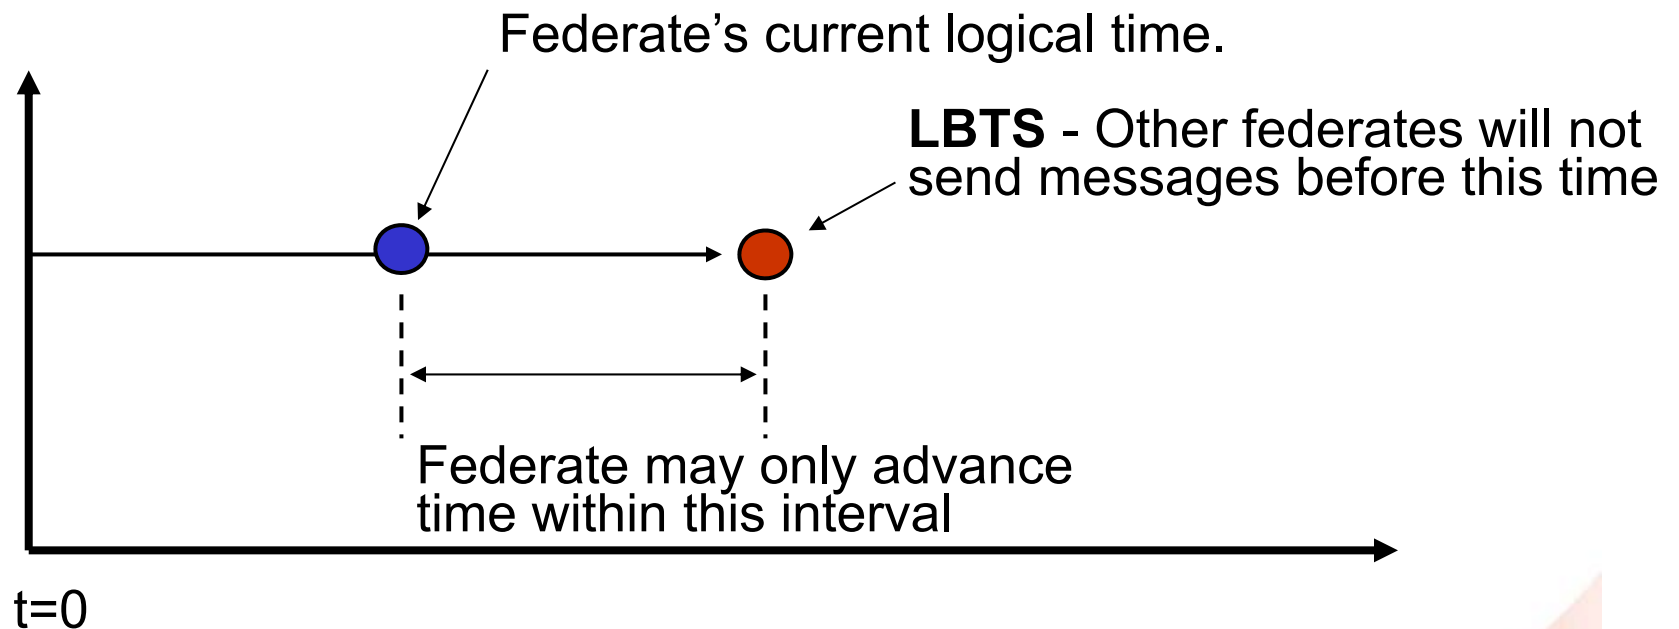 Federate’s current logical time.
LBTS - Other federates will not
send messages before this time
Federate may only advance
time within this interval
t=0